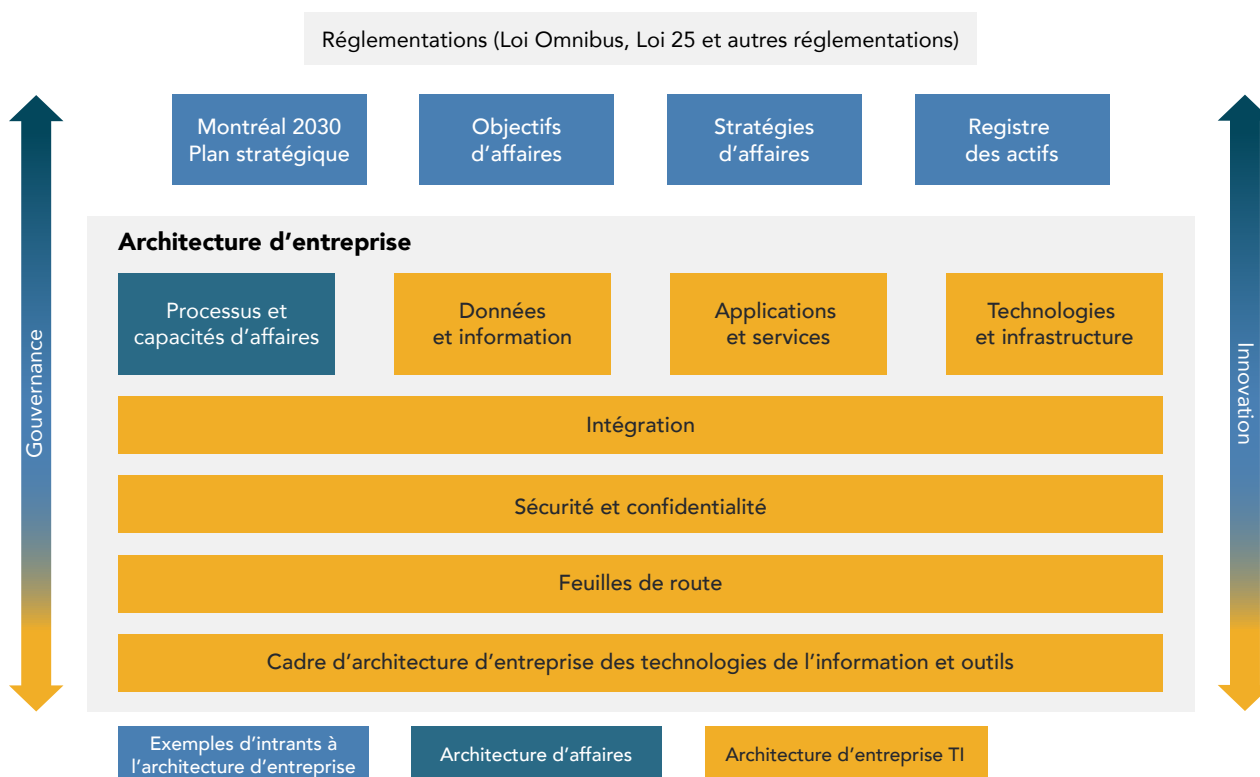 Réglementations (Loi Omnibus, Loi 25 et autres réglementations)
Montréal 2030
Plan stratégique
Objectifs
d'affaires
Stratégies
d'affaires
Registre
des actifs
Gouvernance
Innovation
Architecture d'entreprise
Processus et
capacités d'affaires
Données
et information
Applications
et services
Technologies
et infrastructure
Intégration
Sécurité et confidentialité
Feuilles de route
Cadre d'architecture d'entreprise des technologies de l'information et outils
Exemples d'intrants à
l'architecture d'entreprise
Architecture d'affaires
Architecture d'entreprise TI